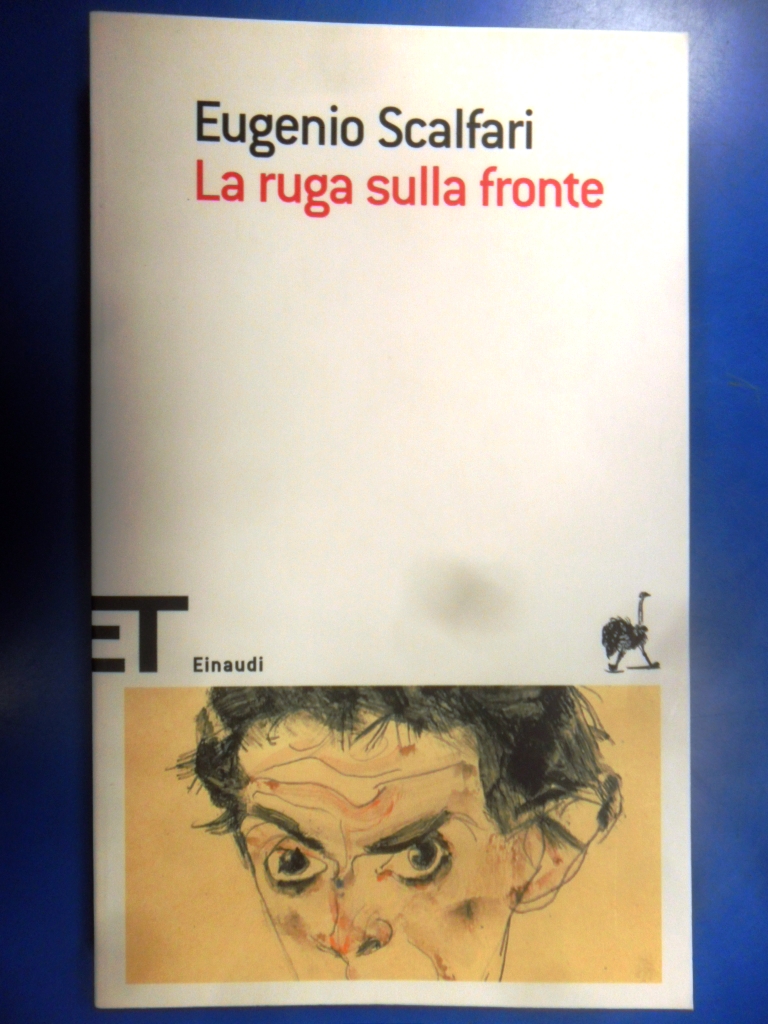 Eugenio Scalfari
La ruga sulla fronte
ET
Einaudi